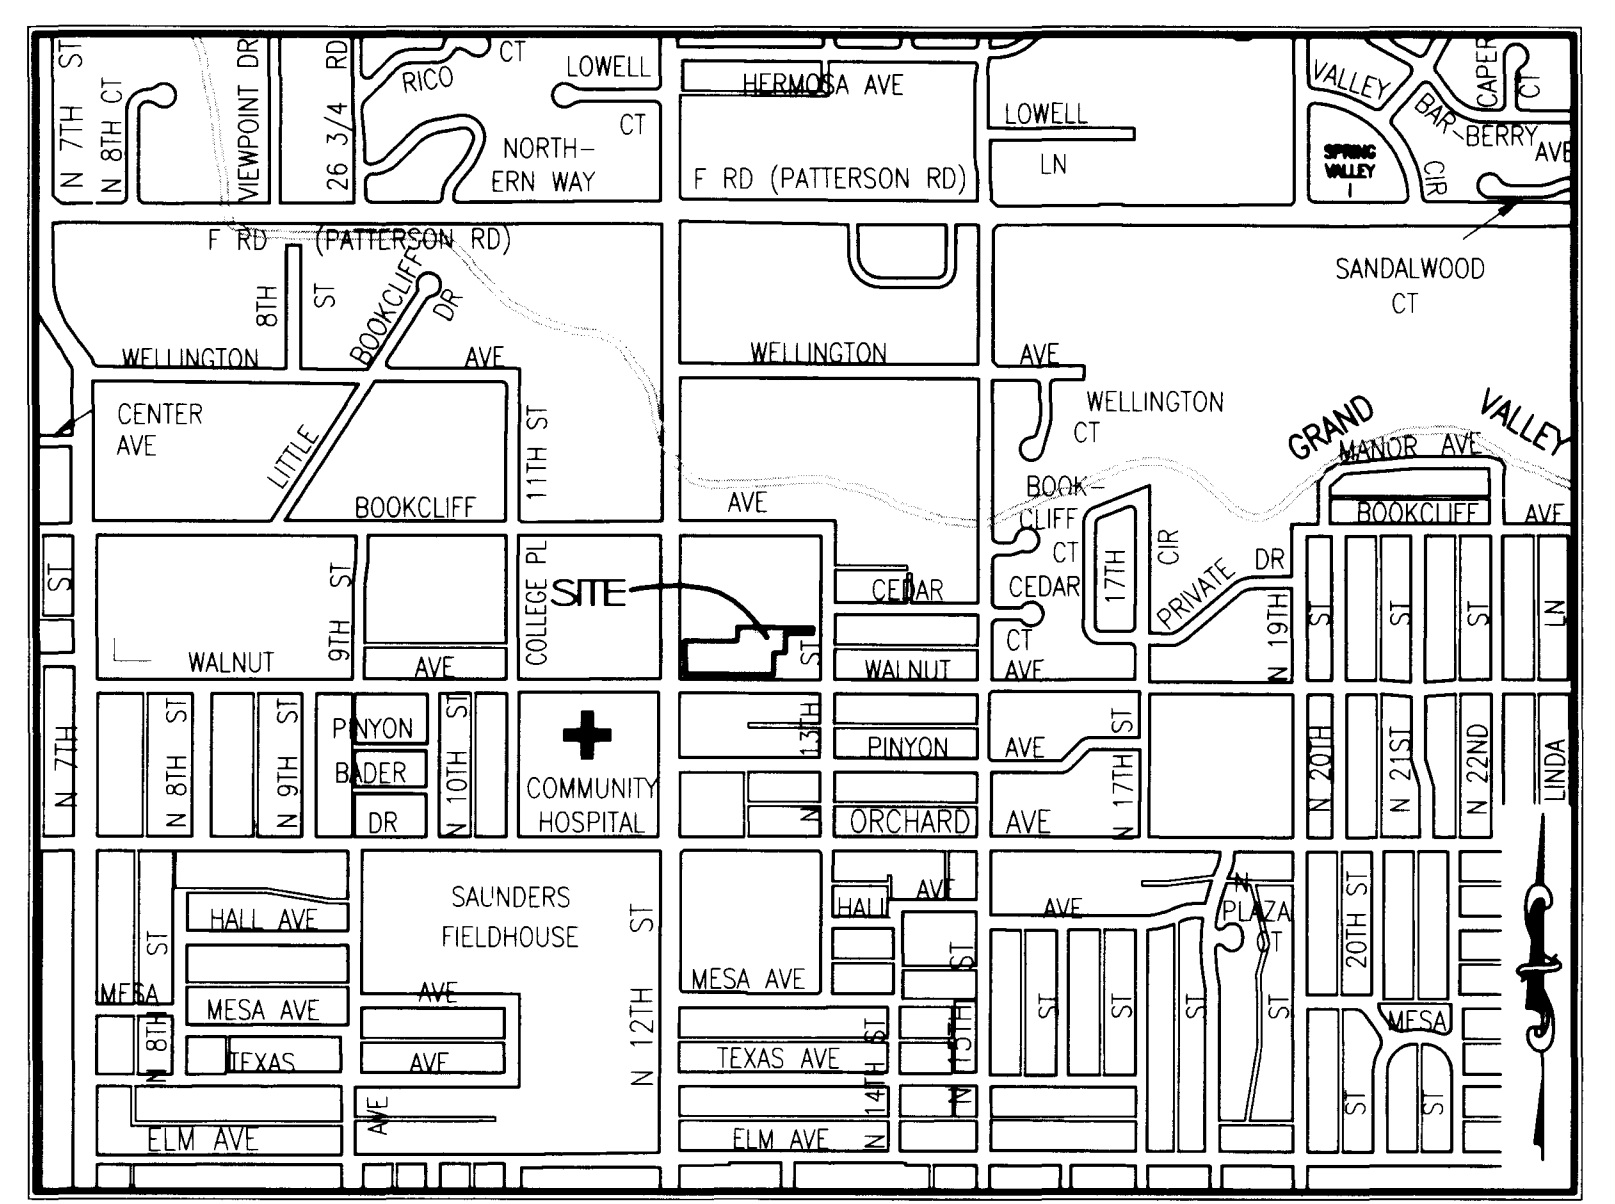 N 7TH ST
N 8TH CT
VIEWPOINT DR
26 3/4 RD
RICO
CT
LOWELL
CT
NORTH-
ERN WAY
HERMOSA AVE
F RD (PATTERSON RD)
LOWELL
LN
VALLEY
CIR
SPRING
VALLEY
I
BAR-BERRY
AVE
CAPER
CT
SANDALWOOD
CT
F RD (PATTERSON RD)
8TH
ST
BOOKCLIFF
DR
WELLINGTON
AVE
WELLINGTON
AVE
WELLINGTON
CT
CENTER
AVE
LITTLE
BOOKCLIFF
11TH ST
AVE
GRAND
VALLEY
MANOR AVE
BOOKCLIFF
AVE
BOOK-
CLIFF
CT
CEDAR
CT
17TH
CIR
PRIVATE
DR
N 19TH
ST
ST
ST
LN
ST
9TH ST
COLLEGE PL
SITE
CEDAR
WALNUT
AVE
ST
WALNUT
AVE
N 7TH
N 8TH ST
N 9TH ST
PINYON
BADER
DR
N 10TH ST
COMMUNITY
HOSPITAL
N
13TH
PINYON
AVE
ORCHARD
AVE
N 17TH ST
N 20TH
N 21ST
N 22ND
LINDA
SAUNDERS
FIELDHOUSE
HALL AVE
HALL
AVE
AVE
N
PLAZA
CT
20TH ST
ST
MESA
MESA AVE
AVE
MESA AVE
MESA
N 8TH
TEXAS
AVE
TEXAS AVE
N 12TH ST
N 14TH ST
N 15TH ST
ST
ST
ST
ST
ST
ST
ELM AVE
AVE
ELM AVE